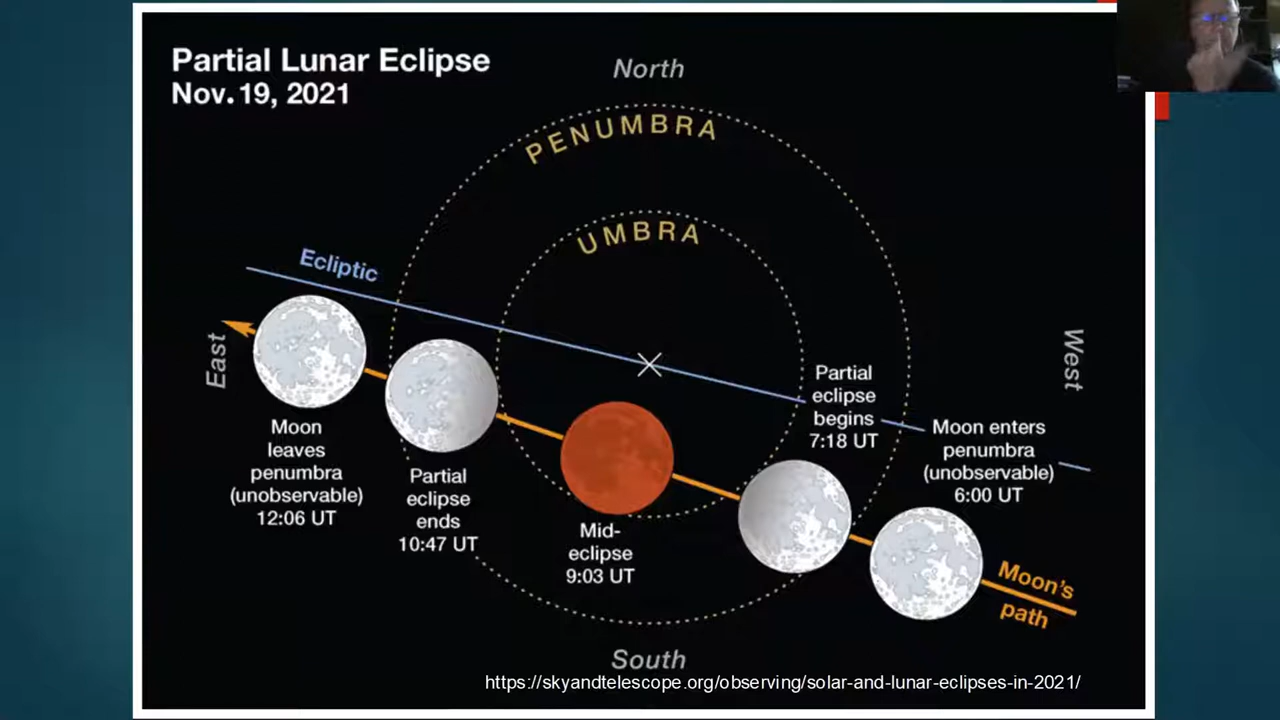 Partial Lunar Eclipse
Nov. 19, 2021
North
PENUMBRA
UMBRA
Ecliptic
East
West
Partial
eclipse
begins
7:18 UT
Moon enters
penumbra
(unobservable)
6:00 UT
Moon
leaves
penumbra
(unobservable)
12:06 UT
Partial
eclipse
ends
10:47 UT
Mid-
eclipse
9:03 UT
Moon's
path
South
https://skyandtelescope.org/observing/solar-and-lunar-eclipses-in-2021/